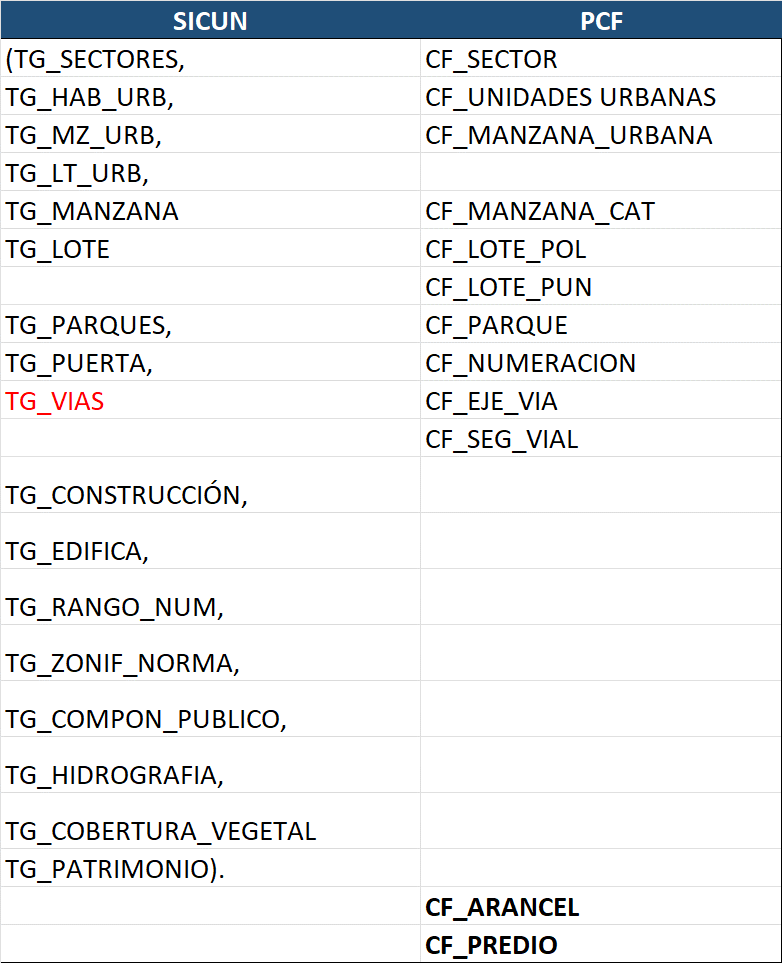 SICUN PCF
(TG_SECTORES, CF_SECTOR
TG_HAB_URB, CF_UNIDADES URBANAS
TG_MZ_URB, CF_MANZANA_URBANA
TG_LT_URB,
TG_MANZANA CF_MANZANA_CAT
TG_LOTE CF_LOTE_POL
CF_LOTE_PUN
TG_PARQUES, CF_PARQUE
TG_PUERTA, CF_NUMERACION
TG_VIAS CF_EJE_VIA
CF_SEG_VIAL
TG_CONSTRUCCIÓN,
TG_EDIFICA,
TG_RANGO_NUM,
TG_ZONIF_NORMA,
TG_COMPON_PUBLICO,
TG_HIDROGRAFIA,
TG_COBERTURA_VEGETAL
TG_PATRIMONIO).
CF_ARANCEL
CF_PREDIO